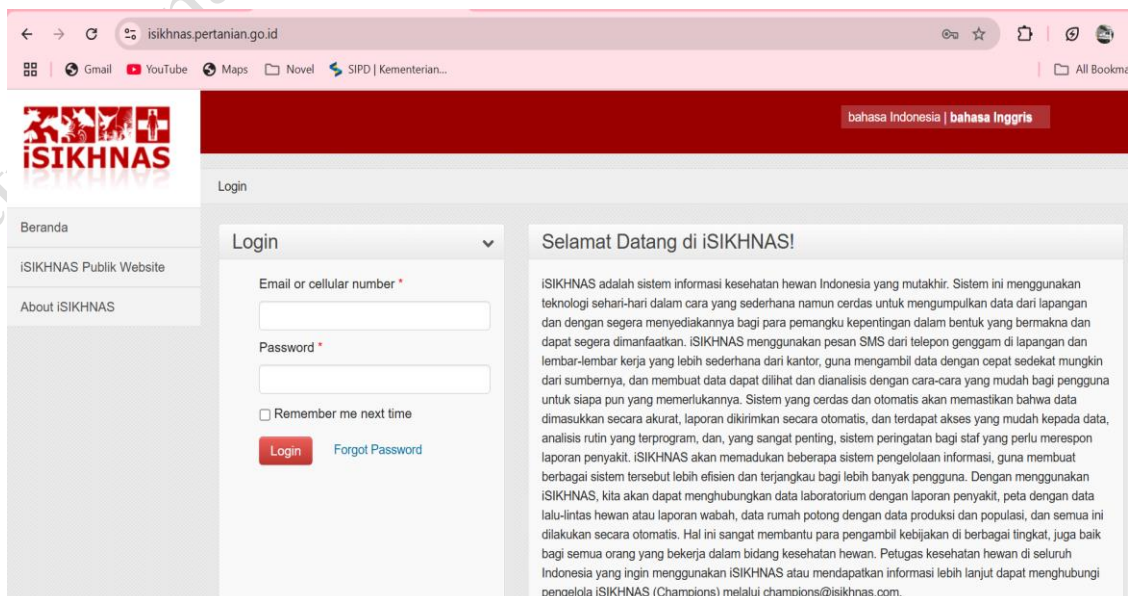 isikhnas.pertanian.go.id
Gmail YouTube Maps Novel SIPD | Kementerian...
All Bookma
iSIKHNAS
bahasa Indonesia | bahasa Inggris
Login
Beranda
iSIKHNAS Publik Website
About iSIKHNAS
Login
Email or cellular number *
Password *
Remember me next time
Login Forgot Password
Selamat Datang di iSIKHNAS!
iSIKHNAS adalah sistem informasi kesehatan hewan Indonesia yang mutakhir. Sistem ini menggunakan
teknologi sehari-hari dalam cara yang sederhana namun cerdas untuk mengumpulkan data dari lapangan
dan dengan segera menyediakannya bagi para pemangku kepentingan dalam bentuk yang bermakna dan
dapat segera dimanfaatkan. iSIKHNAS menggunakan pesan SMS dari telepon genggam di lapangan dan
lembar-lembar kerja yang lebih sederhana dari kantor, guna mengambil data dengan cepat sedekat mungkin
dari sumbernya, dan membuat data dapat dilihat dan dianalisis dengan cara-cara yang mudah bagi pengguna
untuk siapa pun yang memerlukannya. Sistem yang cerdas dan otomatis akan memastikan bahwa data
dimasukkan secara akurat, laporan dikirimkan secara otomatis, dan terdapat akses yang mudah kepada data,
analisis rutin yang terprogram, dan, yang sangat penting, sistem peringatan bagi staf yang perlu merespon
laporan penyakit. iSIKHNAS akan memadukan beberapa sistem pengelolaan informasi, guna membuat
berbagai sistem tersebut lebih efisien dan terjangkau bagi lebih banyak pengguna. Dengan menggunakan
iSIKHNAS, kita akan dapat menghubungkan data laboratorium dengan laporan penyakit, peta dengan data
lalu-lintas hewan atau laporan wabah, data rumah potong dengan data produksi dan populasi, dan semua ini
dilakukan secara otomatis. Hal ini sangat membantu para pengambil kebijakan di berbagai tingkat, juga baik
bagi semua orang yang bekerja dalam bidang kesehatan hewan. Petugas kesehatan hewan di seluruh
Indonesia yang ingin menggunakan iSIKHNAS atau mendapatkan informasi lebih lanjut dapat menghubungi
pengelola iSIKHNAS (Champions) melalui champions@isikhnas.com.